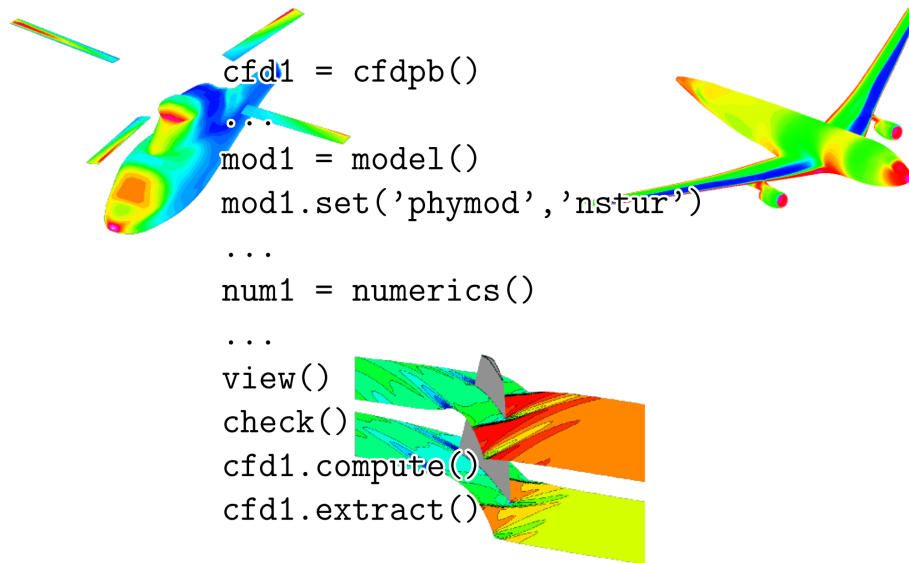 cfd1 = cfdpb()
...
mod1 = model()
mod1.set('phymod','nstur')
...
num1 = numerics()
...
view()
check()
cfd1.compute()
cfd1.extract()